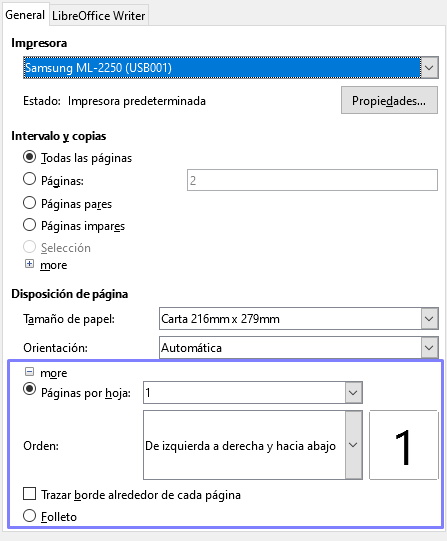 General LibreOffice Writer
Impresora
Samsung ML-2250 (USB001)
Estado: Impresora predeterminada Propiedades...
Intervalo y copias
Todas las páginas
Páginas: 2
Páginas pares
Páginas impares
Selección
more
Disposición de página
Tamaño de papel: Carta 216mm x 279mm
Orientación: Automática
more
Páginas por hoja: 1
Orden: De izquierda a derecha y hacia abajo 1
Trazar borde alrededor de cada página
Folleto